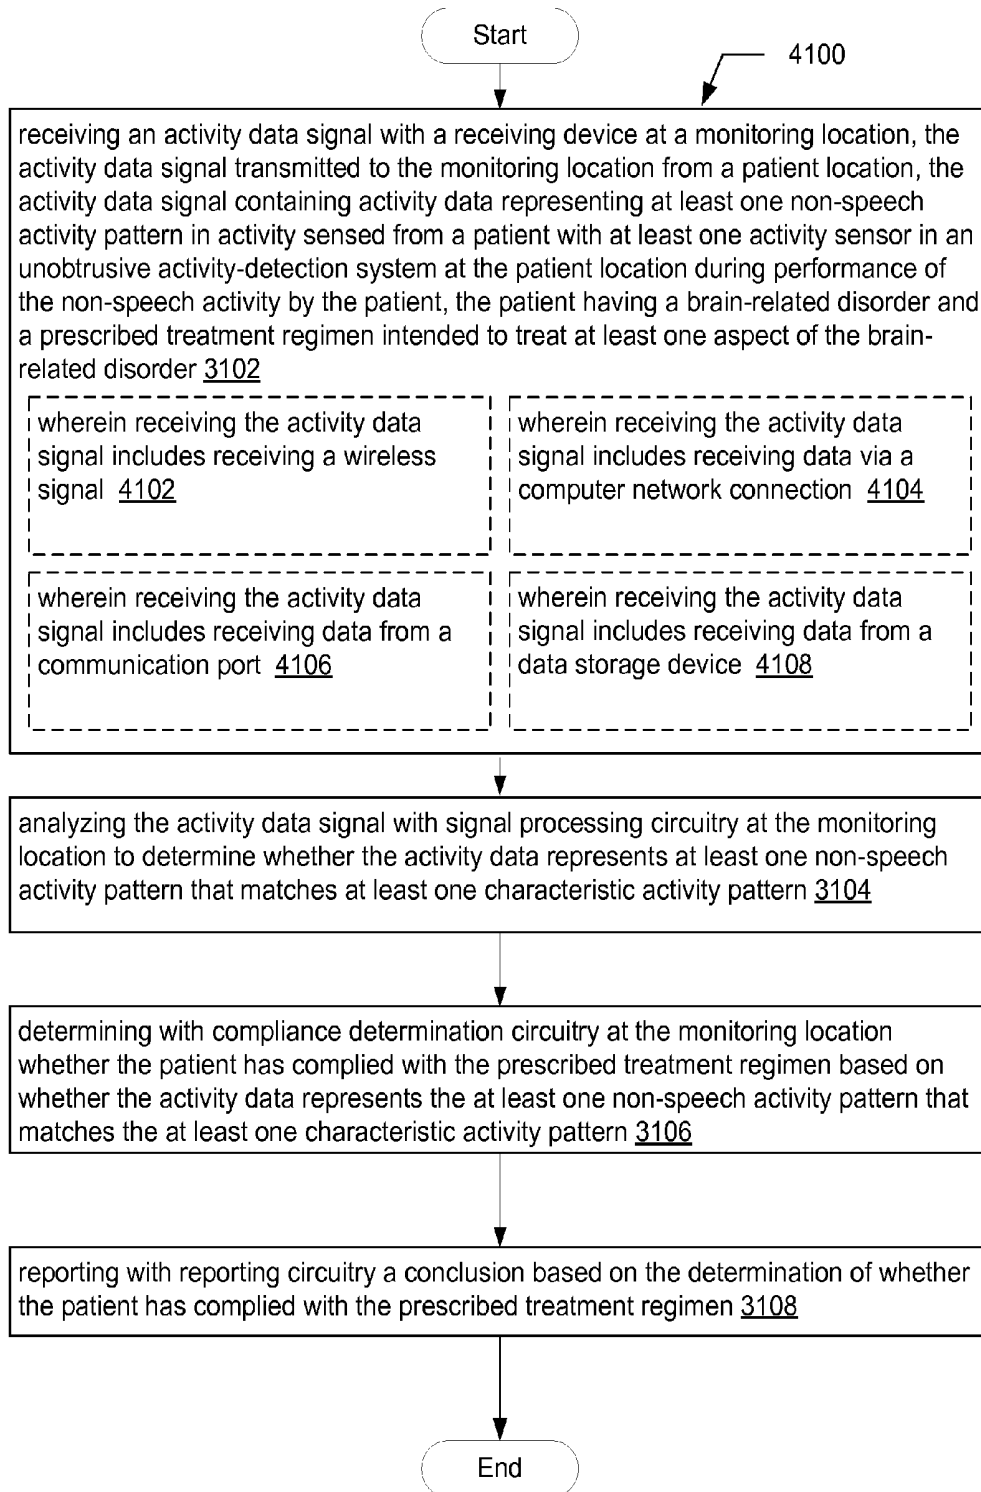 Start
4100
receiving an activity data signal with a receiving device at a monitoring location, the
activity data signal transmitted to the monitoring location from a patient location, the
activity data signal containing activity data representing at least one non-speech
activity pattern in activity sensed from a patient with at least one activity sensor in an
unobtrusive activity-detection system at the patient location during performance of
the non-speech activity by the patient, the patient having a brain-related disorder and
a prescribed treatment regimen intended to treat at least one aspect of the brain-
related disorder 3102
wherein receiving the activity data
signal includes receiving a wireless
signal 4102
wherein receiving the activity data
signal includes receiving data via a
computer network connection 4104
wherein receiving the activity data
signal includes receiving data from a
communication port 4106
wherein receiving the activity data
signal includes receiving data from a
data storage device 4108
analyzing the activity data signal with signal processing circuitry at the monitoring
location to determine whether the activity data represents at least one non-speech
activity pattern that matches at least one characteristic activity pattern 3104
determining with compliance determination circuitry at the monitoring location
whether the patient has complied with the prescribed treatment regimen based on
whether the activity data represents the at least one non-speech activity pattern that
matches the at least one characteristic activity pattern 3106
reporting with reporting circuitry a conclusion based on the determination of whether
the patient has complied with the prescribed treatment regimen 3108
End